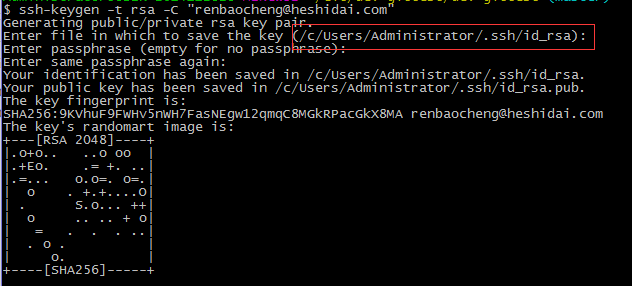 $ ssh-keygen -t rsa -C "renbaocheng@heshidai.com"
Generating public/private rsa key pair.
Enter file in which to save the key (/c/Users/Administrator/.ssh/id_rsa):
Enter passphrase (empty for no passphrase):
Enter same passphrase again:
Your identification has been saved in /c/Users/Administrator/.ssh/id_rsa.
Your public key has been saved in /c/Users/Administrator/.ssh/id_rsa.pub.
The key fingerprint is:
SHA256:9KVhuF9FWHv5nWH7FasNEgw12qmqC8MGkRPacGkX8MA renbaocheng@heshidai.com
The key's randomart image is:
+---[RSA 2048]----+
|.o+o..   ..o oo  |
|.+Eo.    .= +. ..|
|.=...   o.o=. o=.|
|  o    . +.+....O|
| .      S.o... ++|
|  o     .. .. + o|
|   =   .  .  . ..|
|  . o .          |
|     o.          |
+----[SHA256]-----+